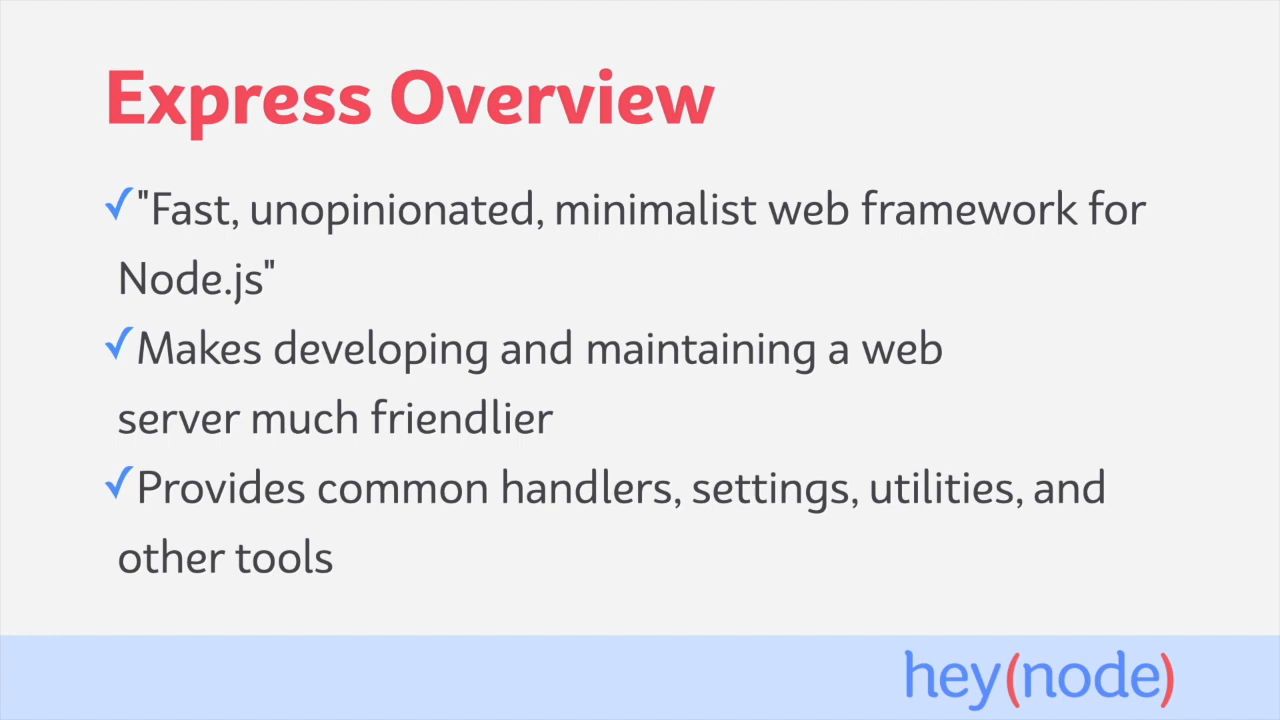 Express Overview
✓"Fast, unopinionated, minimalist web framework for
Node.js"
✓Makes developing and maintaining a web
server much friendlier
✓Provides common handlers, settings, utilities, and
other tools
hey(node)